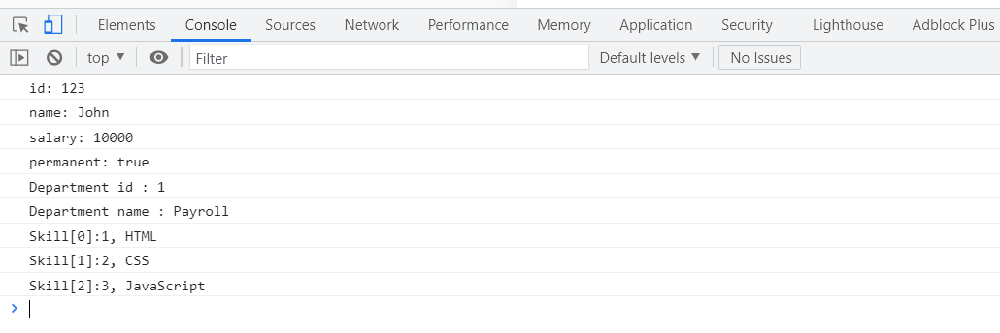 Elements Console Sources Network Performance Memory Application Security Lighthouse Adblock Plus
top ▼ Filter Default levels ▼ No Issues
id: 123
name: John
salary: 10000
permanent: true
Department id : 1
Department name : Payroll
Skill[0]:1, HTML
Skill[1]:2, CSS
Skill[2]:3, JavaScript